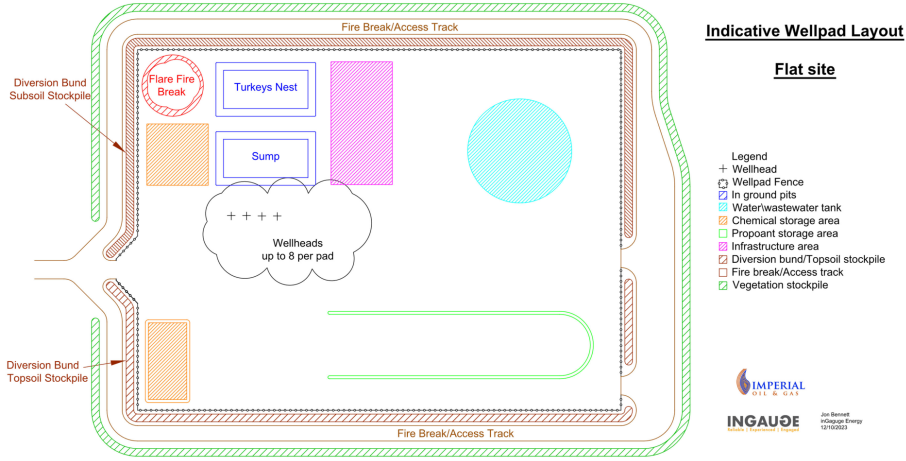 Fire Break/Access Track
Indicative Wellpad Layout
Flat site
Diversion Bund
Subsoil Stockpile
Flare Fire
Break
Turkeys Nest
Sump
Wellheads
up to 8 per pad
Legend
Wellhead
Wellpad Fence
In ground pits
Water\wastewater tank
Chemical storage area
Propoant storage area
Infrastructure area
Diversion bund/Topsoil stockpile
Fire break/Access track
Vegetation stockpile
Diversion Bund
Topsoil Stockpile
Fire Break/Access Track
IMPERIAL
OIL & GAS
INGAUGE
Reliable | Experienced | Engaged
Jon Bennett
InGauge Energy
12/10/2023